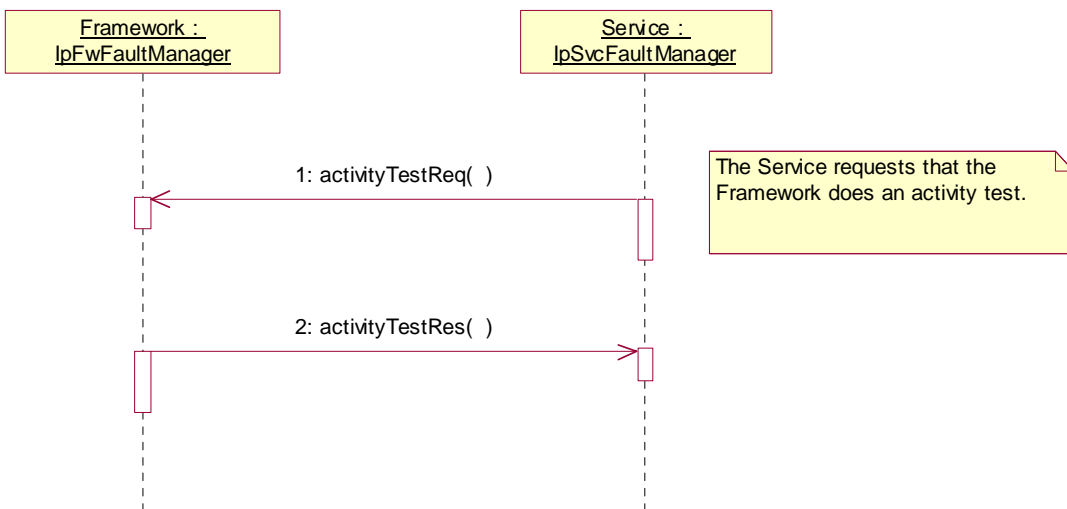 Framework :
IpFwFaultManager
Service :
IpSvcFaultManager
1: activityTestReq( )
The Service requests that the
Framework does an activity test.
2: activityTestRes( )